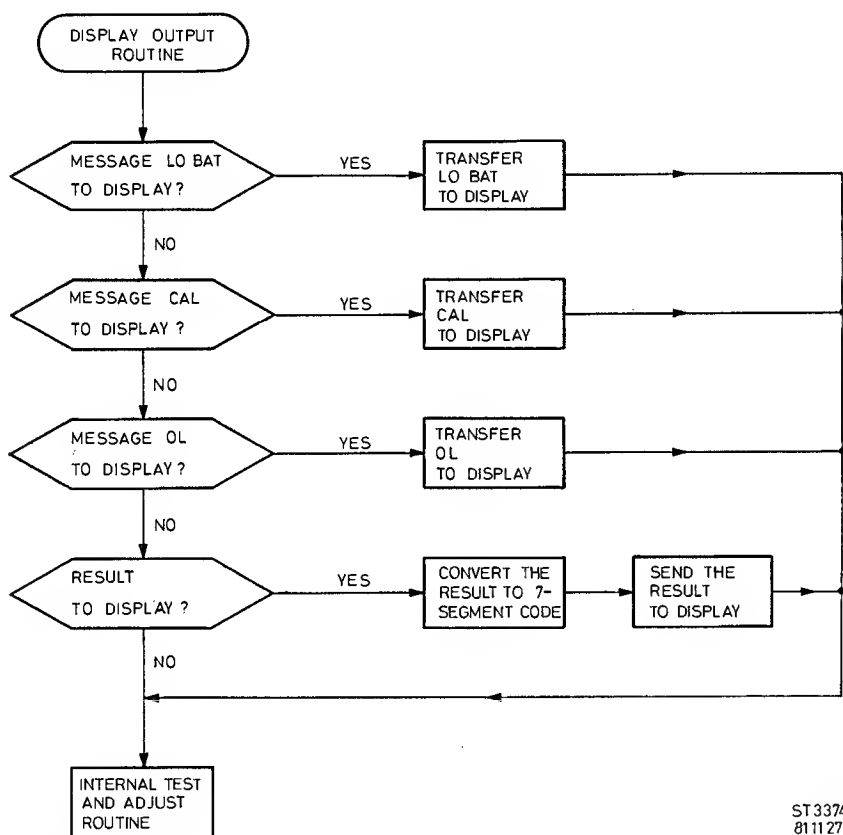 DISPLAY OUTPUT
ROUTINE
MESSAGE LO BAT
TO DISPLAY?
YES
TRANSFER
LO BAT
TO DISPLAY
NO
MESSAGE CAL
TO DISPLAY?
YES
TRANSFER
CAL
TO DISPLAY
NO
MESSAGE OL
TO DISPLAY?
YES
TRANSFER
OL
TO DISPLAY
NO
RESULT
TO DISPLAY?
YES
CONVERT THE
RESULT TO 7-
SEGMENT CODE
SEND THE
RESULT
TO DISPLAY
NO
INTERNAL TEST
AND ADJUST
ROUTINE
ST3374
811127